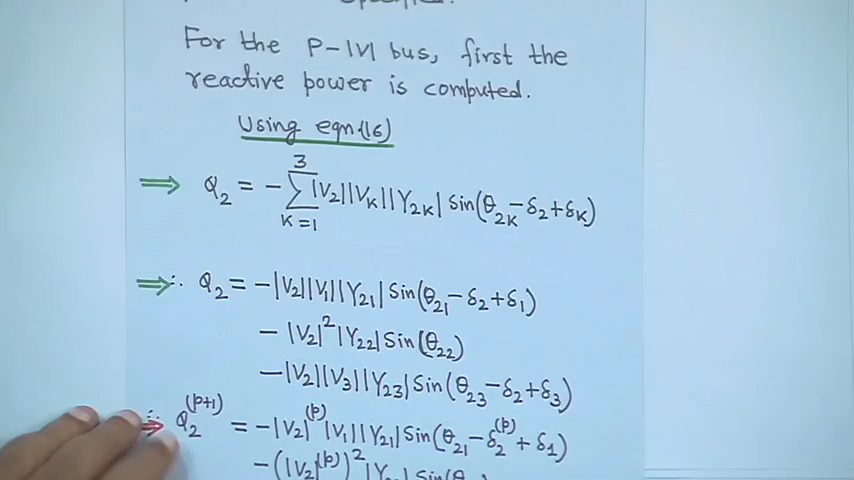 For the P-|V| bus, first the
reactive power is computed.
Using eqn.(16)
⇒ Q₂ = - ∑_{K=1}^{3} |V₂||V_K||Y_{2K}| Sin(θ_{2K} - δ₂ + δ_K)
⇒ ∴ Q₂ = -|V₂||V₁||Y₂₁| Sin(θ₂₁ - δ₂ + δ₁)
- |V₂|² |Y₂₂| Sin(θ₂₂)
-|V₂||V₃||Y₂₃| Sin(θ₂₃ - δ₂ + δ₃)
∴ ⇒ Q₂^{(P+1)} = -|V₂|^{(P)} |V₁||Y₂₁| Sin(θ₂₁ - δ₂^{(P)} + δ₁)
-(|V₂|^{(P)})²